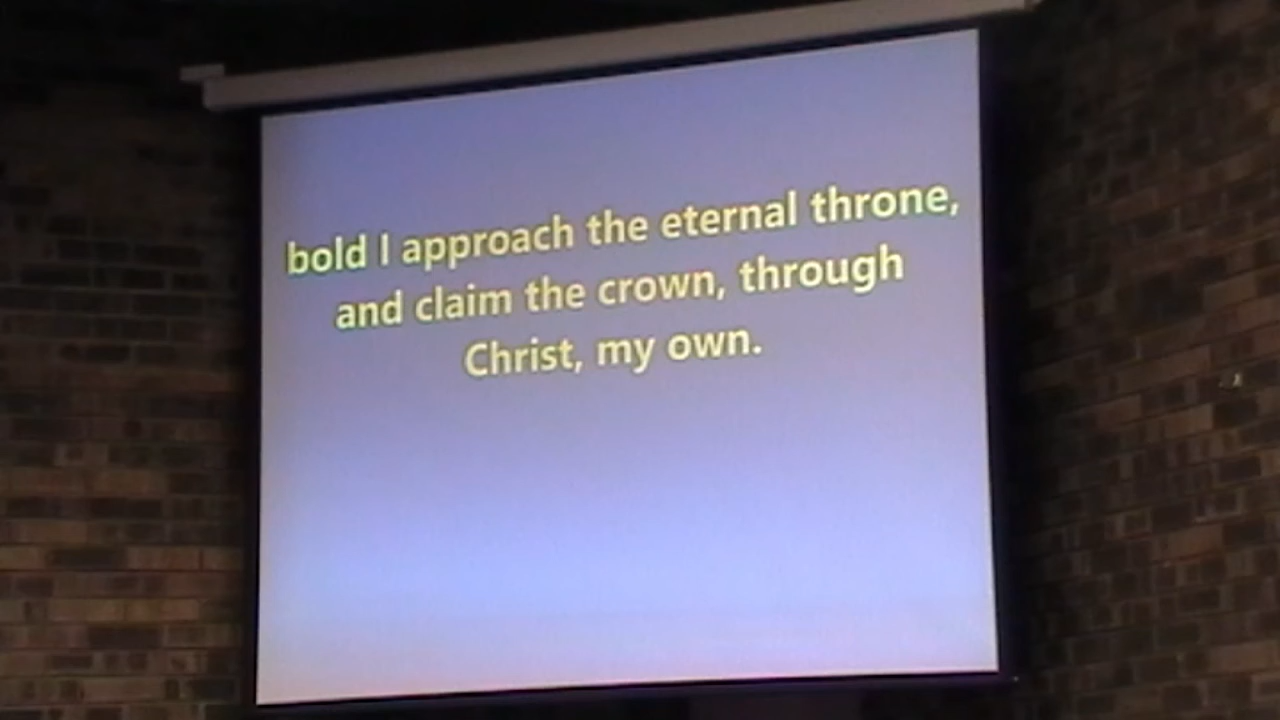 bold I approach the eternal throne,
and claim the crown, through
Christ, my own.